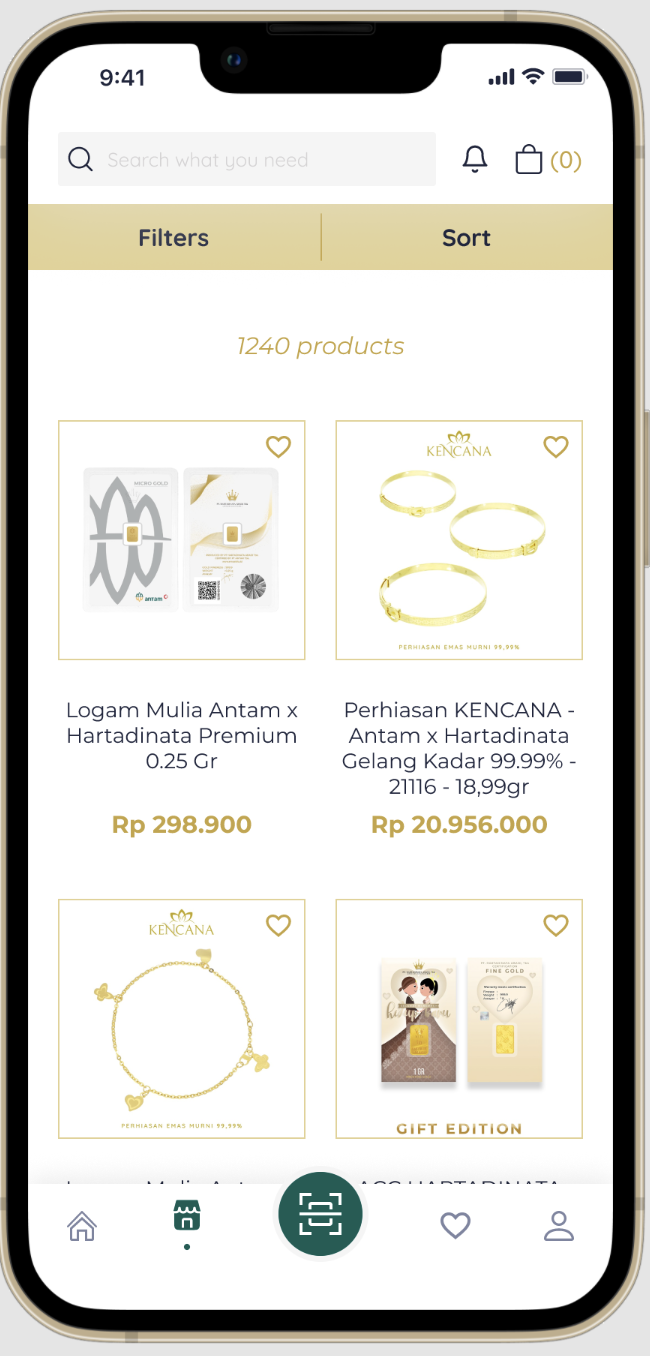 9:41
Search what you need
(0)
Filters
Sort
1240 products
MICRO GOLD
antam
KENCANA
PERHIASAN EMAS MURNI 99,99%
Logam Mulia Antam x
Hartadinata Premium
0.25 Gr
Rp 298.900
Perhiasan KENCANA -
Antam x Hartadinata
Gelang Kadar 99.99% -
21116 - 18,99gr
Rp 20.956.000
KENCANA
PERHIASAN EMAS MURNI 99,99%
FINE GOLD
GIFT EDITION
HARTADINATA